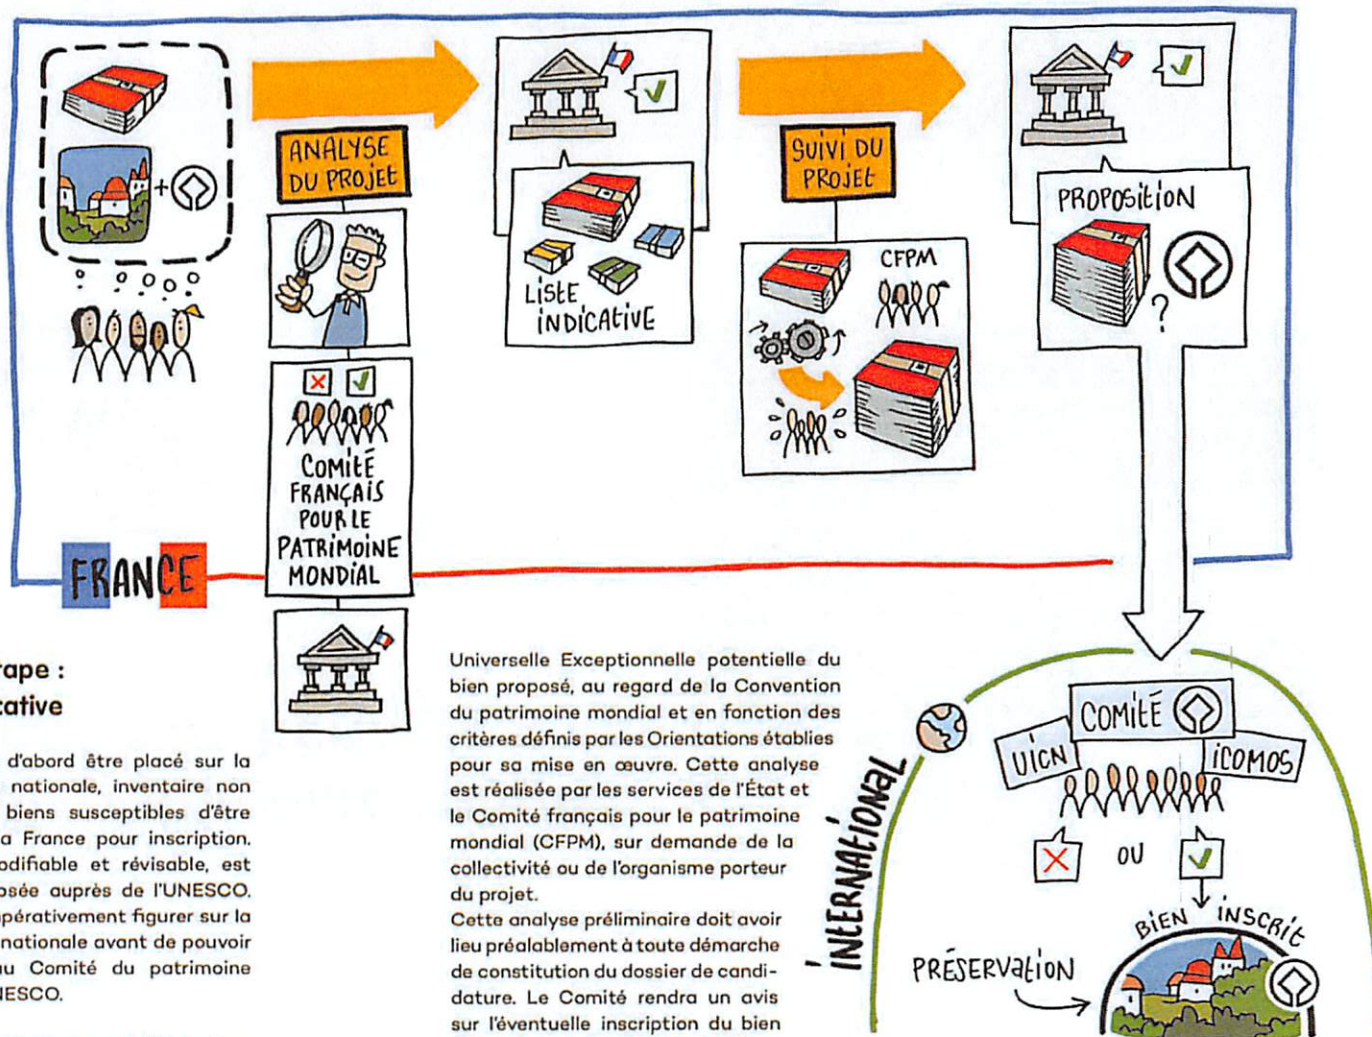 ANALYSE
DU PROJET
COMITÉ
FRANÇAIS
POUR LE
PATRIMOINE
MONDIAL
LISTE
INDICATIVE
SUIVI DU
PROJET
CFPM
PROPOSITION
?
FRANCE
ape :
ative
d'abord être placé sur la
nationale, inventaire non
biens susceptibles d'être
a France pour inscription.
odifiable et révisable, est
osée auprès de l'UNESCO.
pérativement figurer sur la
nationale avant de pouvoir
au Comité du patrimoine
NESCO.
Universelle Exceptionnelle potentielle du
bien proposé, au regard de la Convention
du patrimoine mondial et en fonction des
critères définis par les Orientations établies
pour sa mise en œuvre. Cette analyse
est réalisée par les services de l'État et
le Comité français pour le patrimoine
mondial (CFPM), sur demande de la
collectivité ou de l'organisme porteur
du projet.
Cette analyse préliminaire doit avoir
lieu préalablement à toute démarche
de constitution du dossier de candi-
dature. Le Comité rendra un avis
sur l'éventuelle inscription du bien
INTERNATIONAL
COMITÉ
UICN
ICOMOS
OU
BIEN INSCRIT
PRÉSERVATION